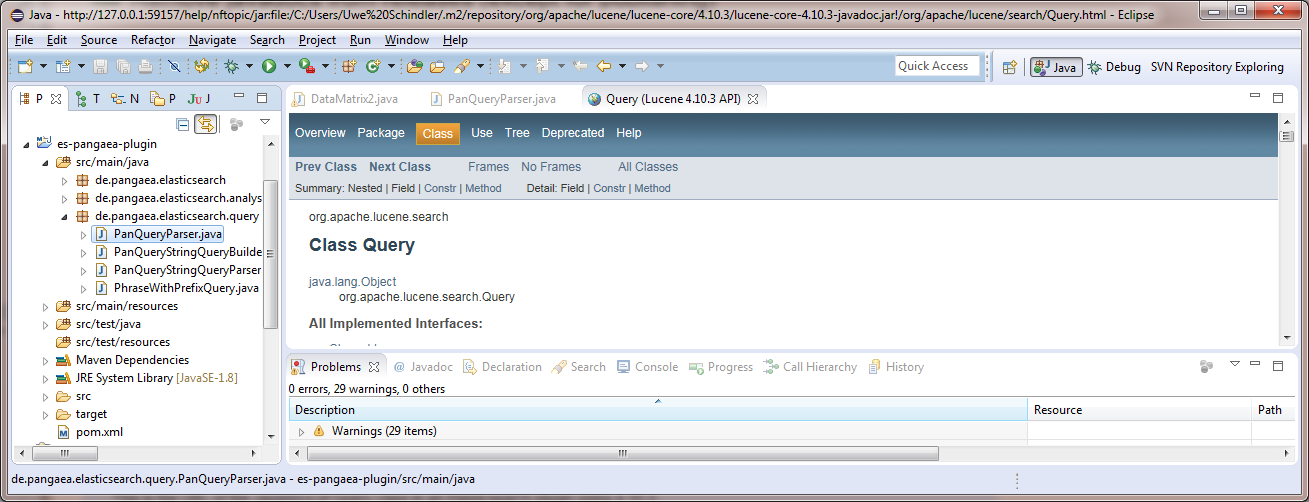 Java - http://127.0.0.1:59157/help/nftopic/jar:file:/C:/Users/Uwe%20Schindler/.m2/repository/org/apache/lucene/lucene-core/4.10.3/lucene-core-4.10.3-javadoc.jar!/org/apache/lucene/search/Query.html - Eclipse
File Edit Source Refactor Navigate Search Project Run Window Help
Quick Access Java Debug SVN Repository Exploring
P T N P J
es-pangaea-plugin
src/main/java
de.pangaea.elasticsearch
de.pangaea.elasticsearch.analys
de.pangaea.elasticsearch.query
PanQueryParser.java
PanQueryStringQueryBuilde
PanQueryStringQueryParser
PhraseWithPrefixQuery.java
src/main/resources
src/test/java
src/test/resources
Maven Dependencies
JRE System Library [JavaSE-1.8]
src
target
pom.xml
DataMatrix2.java PanQueryParser.java Query (Lucene 4.10.3 API)
Overview Package Class Use Tree Deprecated Help
Prev Class Next Class Frames No Frames All Classes
Summary: Nested | Field | Constr | Method Detail: Field | Constr | Method
org.apache.lucene.search
Class Query
java.lang.Object
org.apache.lucene.search.Query
All Implemented Interfaces:
Problems @ Javadoc Declaration Search Console Progress Call Hierarchy History
0 errors, 29 warnings, 0 others
Description Resource Path
Warnings (29 items)
de.pangaea.elasticsearch.query.PanQueryParser.java - es-pangaea-plugin/src/main/java